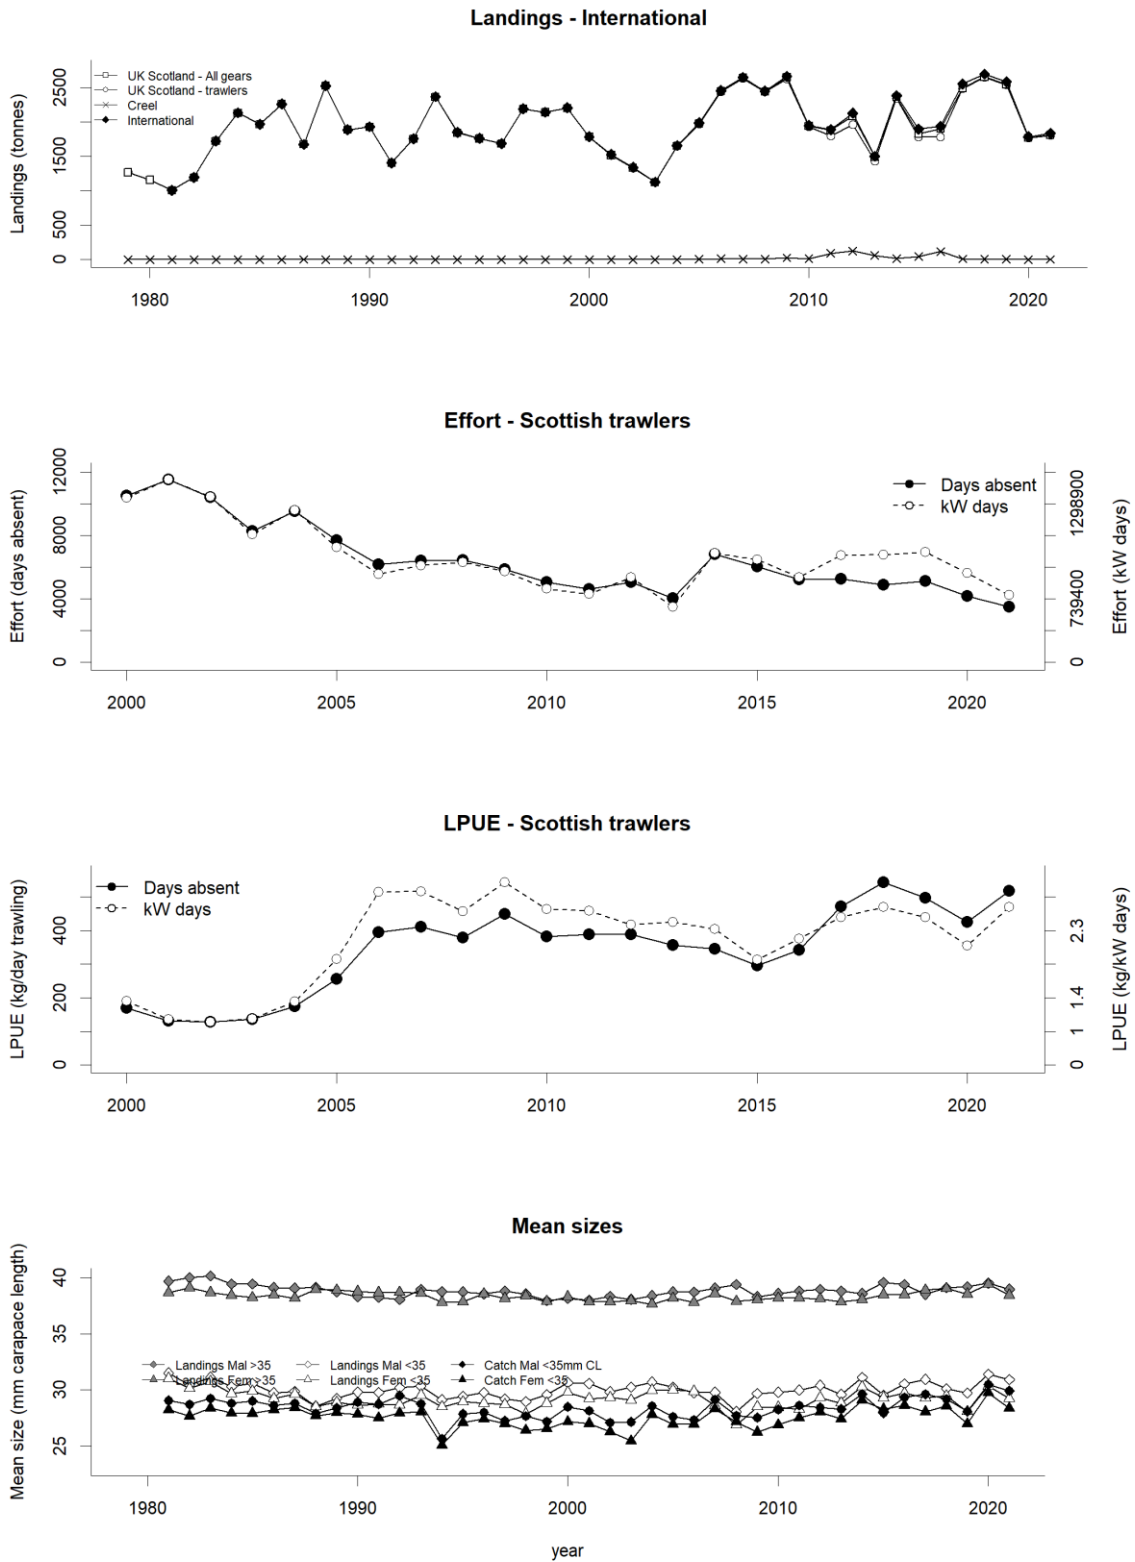 Landings - International
UK Scotland - All gears
UK Scotland - trawlers
Creel
International
Landings (tonnes)
2500
1500
500
0
1980 1990 2000 2010 2020
Effort - Scottish trawlers
Days absent
kW days
Effort (days absent)
12000
8000
4000
0
Effort (kW days)
1298900
739400
0
2000 2005 2010 2015 2020
LPUE - Scottish trawlers
Days absent
kW days
LPUE (kg/day trawling)
400
200
0
LPUE (kg/kW days)
2.3
1.4
1
0
2000 2005 2010 2015 2020
Mean sizes
Mean size (mm carapace length)
40
35
30
25
Landings Mal >35 Landings Mal <35 Catch Mal <35mm CL
Landings Fem >35 Landings Fem <35 Catch Fem <35
1980 1990 2000 2010 2020
year